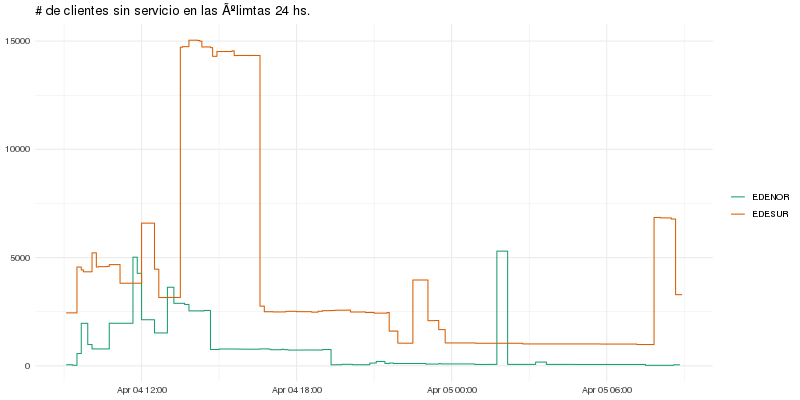 # de clientes sin servicio en las Ãºlimtas 24 hs.
15000
10000
5000
0
Apr 04 12:00
Apr 04 18:00
Apr 05 00:00
Apr 05 06:00
EDENOR
EDESUR